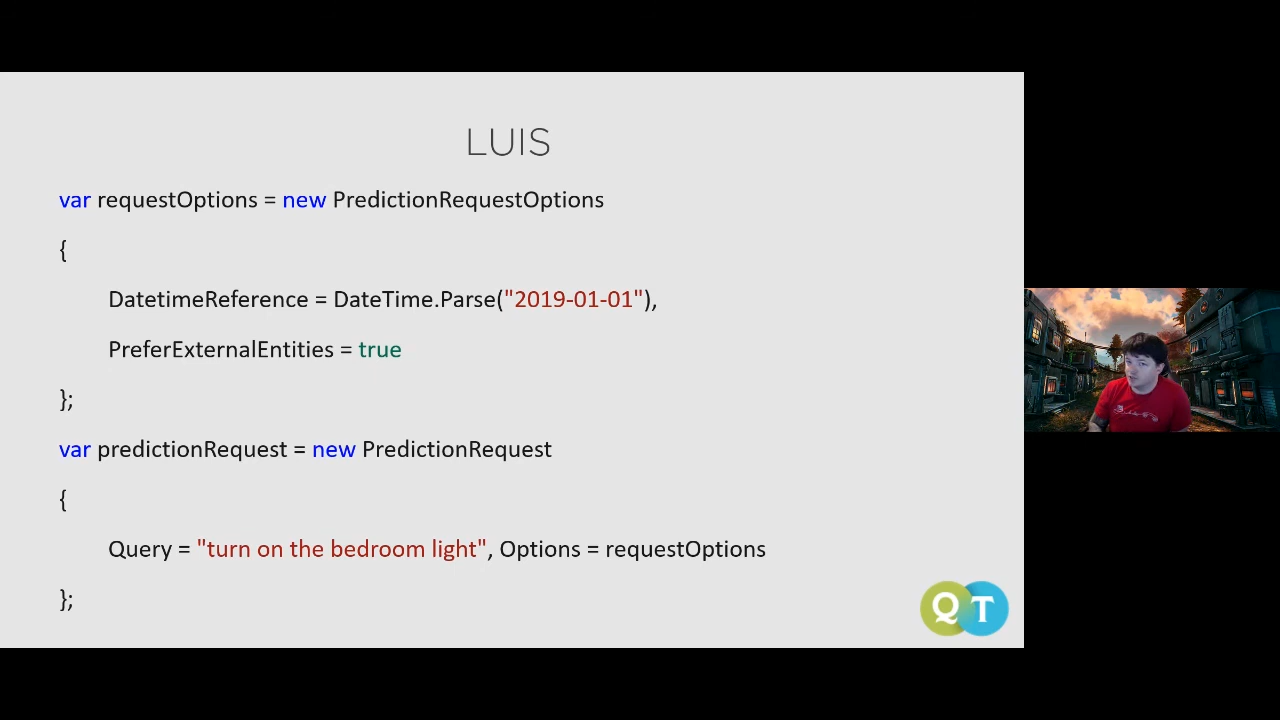 LUIS
var requestOptions = new PredictionRequestOptions
{
DatetimeReference = DateTime.Parse("2019-01-01"),
PreferExternalEntities = true
};
var predictionRequest = new PredictionRequest
{
Query = "turn on the bedroom light", Options = requestOptions
};
QT